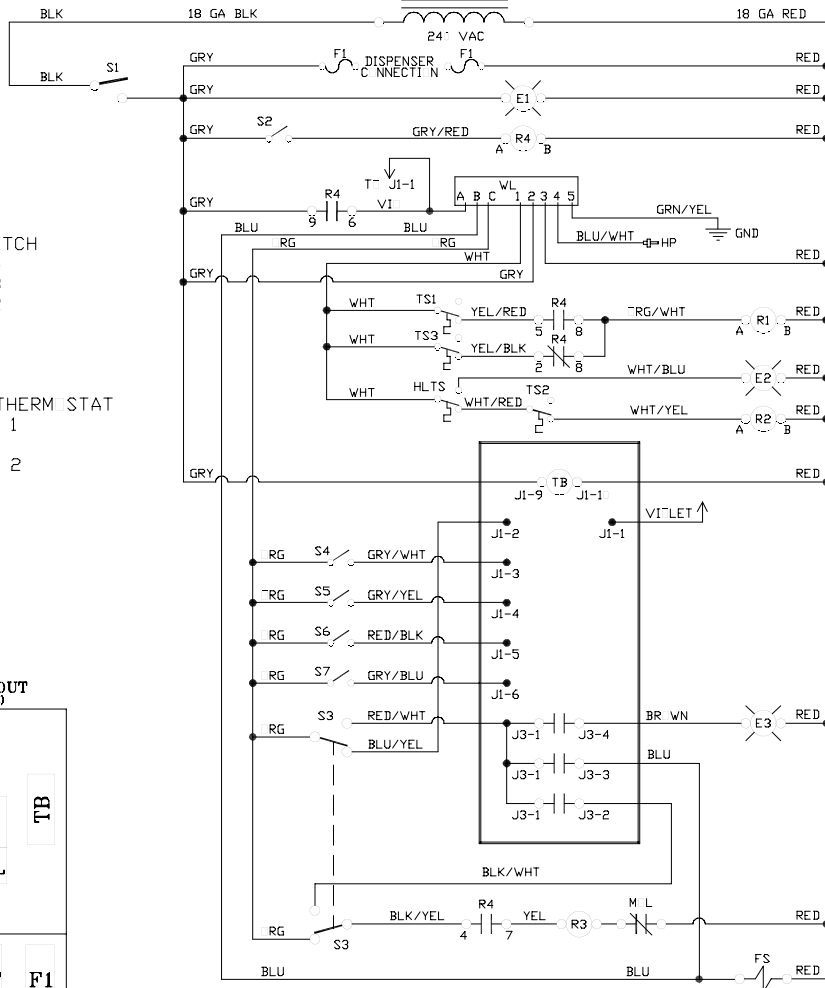 BLK 18 GA BLK 18 GA RED
24 VAC
S1 GRY F1 DISPENSER F1 RED
BLK
GRY E1 RED
S2
GRY GRY/RED R4 RED
A B
J1-1 WL
R4 A B C 1 2 3 4 5
GRY 9 6 GRN/YEL
BLU BLU BLU/WHT HP GND
TCH
WHT RED
GRY GRY
WHT TS1 YEL/RED R4 R1 RED
5 8 A B
WHT TS3 YEL/BLK R4
2 8
WHT/BLU E2 RED
WHT HLTS WHT/RED TS2
WHT/YEL R2 RED
A B
1
2
GRY TB RED
J1-9
J1-2 J1-1
S4 GRY/WHT
J1-3
S5 GRY/YEL
J1-4
S6 RED/BLK
J1-5
S7 GRY/BLU
J1-6
OUT
S3 RED/WHT E3 RED
J3-1 J3-4
BLU/YEL BLU
J3-1 J3-3
TB
J3-1 J3-2
BLK/WHT
BLK/YEL R4 YEL R3 RED
4 7
S3
F1 BLU BLU FS RED